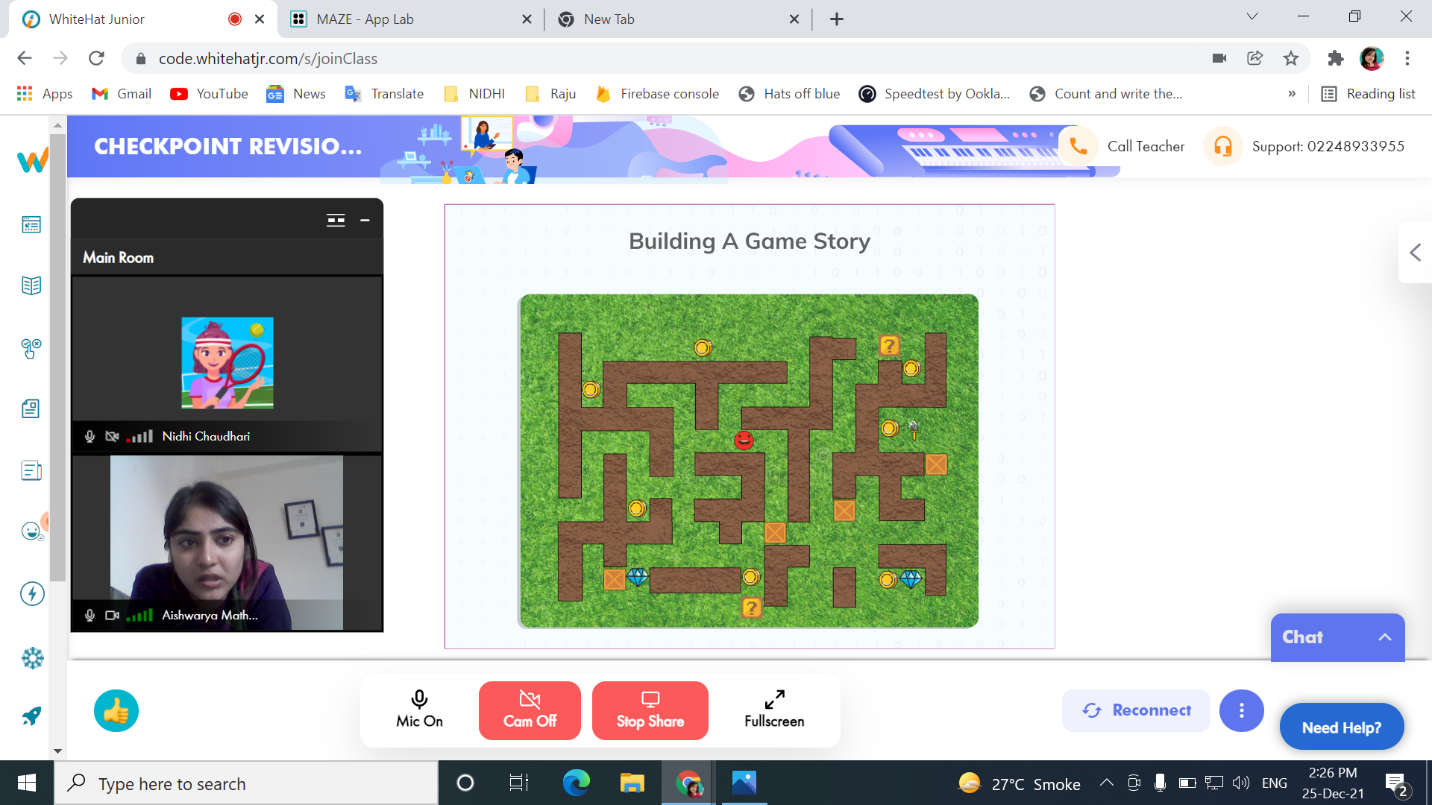 WhiteHat Junior
MAZE - App Lab
New Tab
code.whitehatjr.com/s/joinClass
Apps
Gmail
YouTube
News
Translate
NIDHI
Raju
Firebase console
Hats off blue
Speedtest by Ookla...
Count and write the...
»
Reading list
CHECKPOINT REVISIO...
Call Teacher
Support: 02248933955
Main Room
Building A Game Story
?
Nidhi Chaudhari
Aishwarya Math...
?
Chat
Mic On
Cam Off
Stop Share
Fullscreen
Reconnect
Need Help?
Type here to search
27°C Smoke
ENG
2:26 PM
25-Dec-21
2